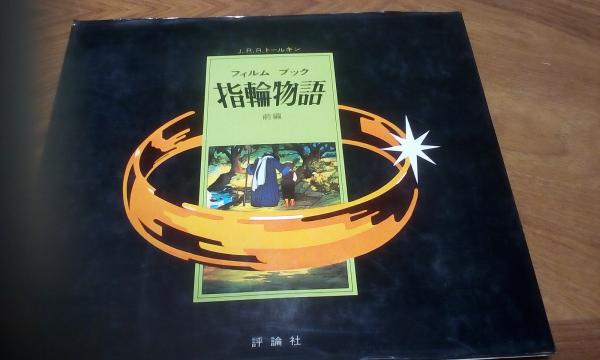 J.R.R.トールキン
フィルム ブック
指輪物語
前編
評論社